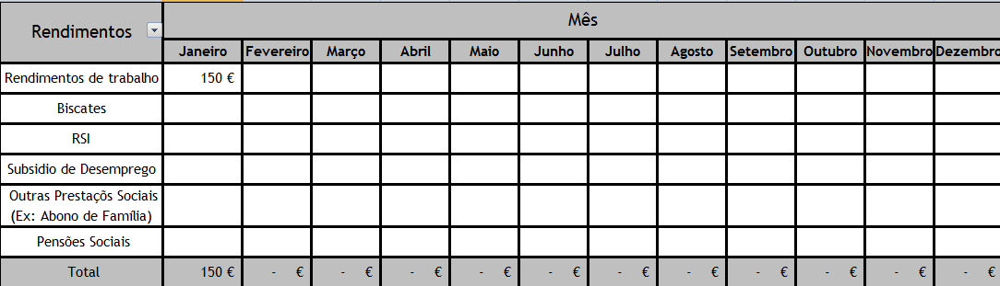 Rendimentos
Mês
Janeiro Fevereiro Março Abril Maio Junho Julho Agosto Setembro Outubro Novembro Dezembro
Rendimentos de trabalho 150 €
Biscates
RSI
Subsidio de Desemprego
Outras Prestaçõs Sociais
(Ex: Abono de Família)
Pensões Sociais
Total 150 € - € - € - € - € - € - € - € - € - € - € - €